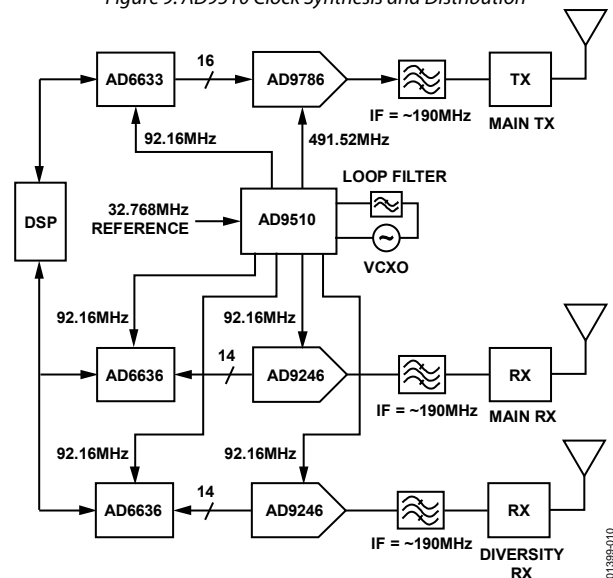 Figure 9. AD9510 Clock Synthesis and Distribution
AD6633
16
AD9786
IF = ~190MHz
TX
MAIN TX
92.16MHz
491.52MHz
LOOP FILTER
DSP
32.768MHz
REFERENCE
AD9510
VCXO
92.16MHz
92.16MHz
AD6636
14
AD9246
IF = ~190MHz
RX
MAIN RX
92.16MHz
92.16MHz
AD6636
14
AD9246
IF = ~190MHz
RX
DIVERSITY
RX
01399-010